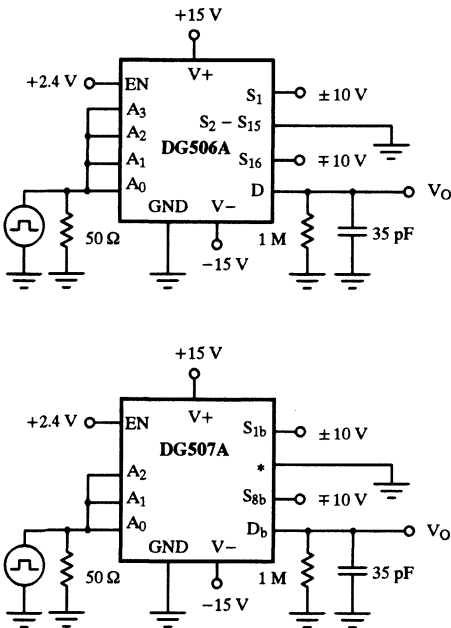 +15 V
V+
+2.4 V
EN
A3
A2
A1
A0
S1
± 10 V
S2 – S15
DG506A
S16
∓ 10 V
D
VO
GND
V−
50 Ω
1 M
35 pF
−15 V
+15 V
V+
+2.4 V
EN
DG507A
S1b
± 10 V
A2
*
A1
S8b
∓ 10 V
A0
Db
VO
GND
V−
50 Ω
1 M
35 pF
−15 V